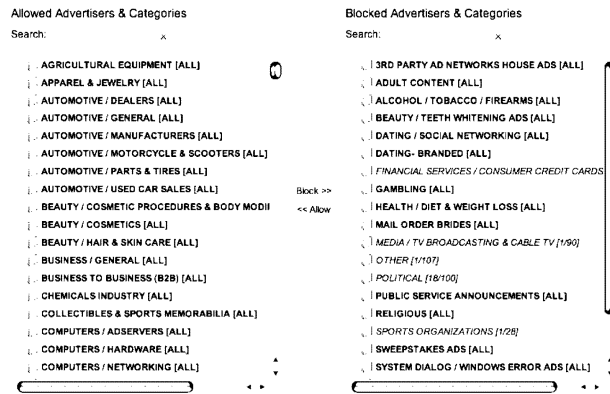 Allowed Advertisers & Categories
Search: x
AGRICULTURAL EQUIPMENT [ALL]
APPAREL & JEWELRY [ALL]
AUTOMOTIVE / DEALERS [ALL]
AUTOMOTIVE / GENERAL [ALL]
AUTOMOTIVE / MANUFACTURERS [ALL]
AUTOMOTIVE / MOTORCYCLE & SCOOTERS [ALL]
AUTOMOTIVE / PARTS & TIRES [ALL]
AUTOMOTIVE / USED CAR SALES [ALL]
BEAUTY / COSMETIC PROCEDURES & BODY MODIF
BEAUTY / COSMETICS [ALL]
BEAUTY / HAIR & SKIN CARE [ALL]
BUSINESS / GENERAL [ALL]
BUSINESS TO BUSINESS (B2B) [ALL]
CHEMICALS INDUSTRY [ALL]
COLLECTIBLES & SPORTS MEMORABILIA [ALL]
COMPUTERS / ADSERVERS [ALL]
COMPUTERS / HARDWARE [ALL]
COMPUTERS / NETWORKING [ALL]
Block >>
<< Allow
Blocked Advertisers & Categories
Search: x
3RD PARTY AD NETWORKS HOUSE ADS [ALL]
ADULT CONTENT [ALL]
ALCOHOL / TOBACCO / FIREARMS [ALL]
BEAUTY / TEETH WHITENING ADS [ALL]
DATING / SOCIAL NETWORKING [ALL]
DATING- BRANDED [ALL]
FINANCIAL SERVICES / CONSUMER CREDIT CARDS
GAMBLING [ALL]
HEALTH / DIET & WEIGHT LOSS [ALL]
MAIL ORDER BRIDES [ALL]
MEDIA / TV BROADCASTING & CABLE TV [1/90]
OTHER [1/107]
POLITICAL [18/100]
PUBLIC SERVICE ANNOUNCEMENTS [ALL]
RELIGIOUS [ALL]
SPORTS ORGANIZATIONS [1/28]
SWEEPSTAKES ADS [ALL]
SYSTEM DIALOG / WINDOWS ERROR ADS [ALL]